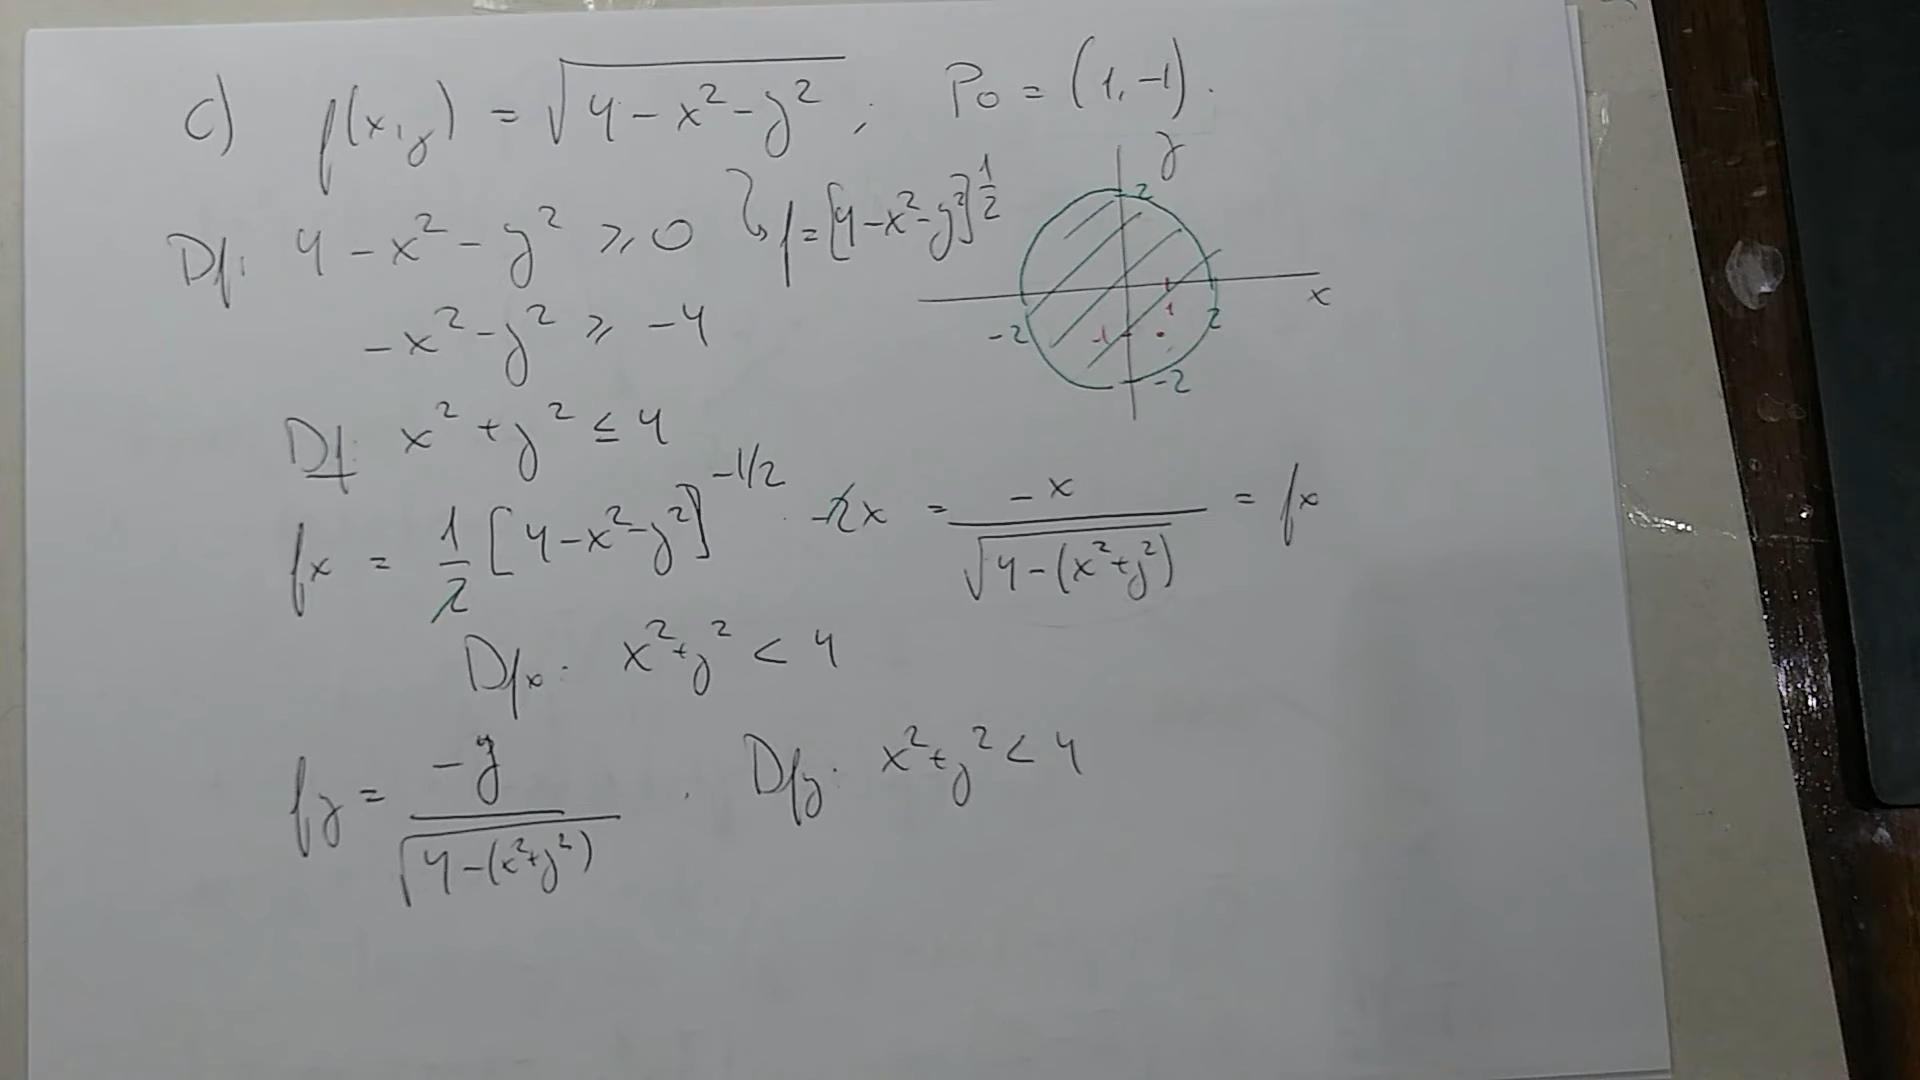 c) f(x,y) = √(4-x²-y²) ; P₀ = (1,-1).
Df: 4-x²-y² ≥ 0 ↳ f=[4-x²-y²]^(1/2)
y
2
x
-2
2
1
-1
-2
-x²-y² ≥ -4
Df: x²+y² ≤ 4
fx = 1/2 [4-x²-y²]^(-1/2) · -2x = -x/√(4-(x²+y²)) = fx
Dfx: x²+y² < 4
fy = -y/√(4-(x²+y²)) . Dfy: x²+y² < 4